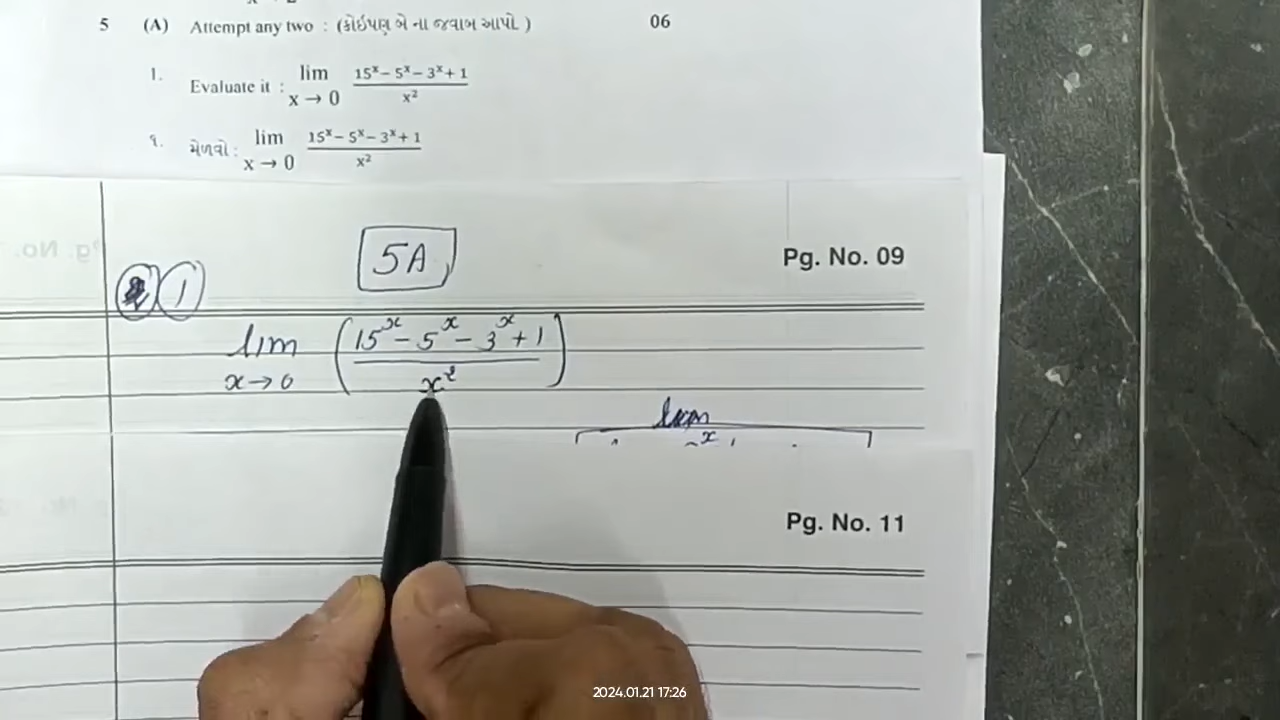 5 (A) Attempt any two : (કોઈપણ બે ના જવાબ આપો. ) 06
1. Evaluate it : lim x → 0 15ˣ – 5ˣ – 3ˣ + 1 / x²
૧. મેળવો : lim x → 0 15ˣ – 5ˣ – 3ˣ + 1 / x²
5A,
Pg. No. 09
1
lim x→0 (15ˣ – 5ˣ – 3ˣ + 1 / x²)
lim
Pg. No. 11
2024.01.21 17:26